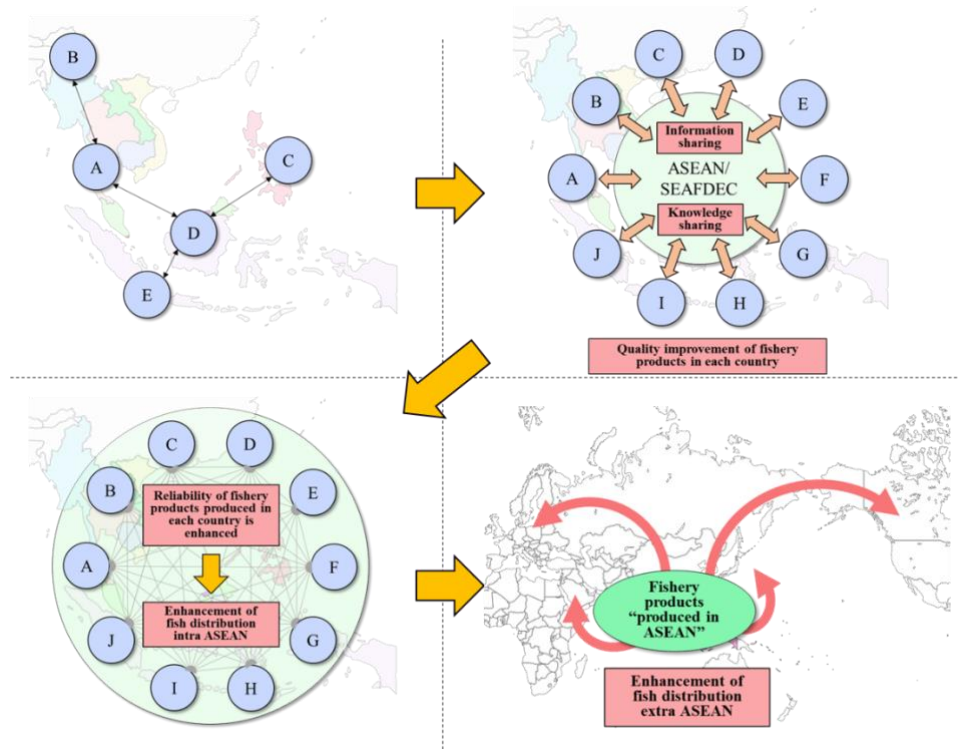 B
A
C
D
E
C
D
B
E
Information
sharing
ASEAN/
SEAFDEC
A
F
Knowledge
sharing
J
G
I
H
Quality improvement of fishery
products in each country
C
D
B
E
Reliability of fishery
products produced in
each country is
enhanced
A
F
Enhancement of
fish distribution
intra ASEAN
J
G
I
H
Fishery
products
“produced in
ASEAN”
Enhancement of
fish distribution
extra ASEAN